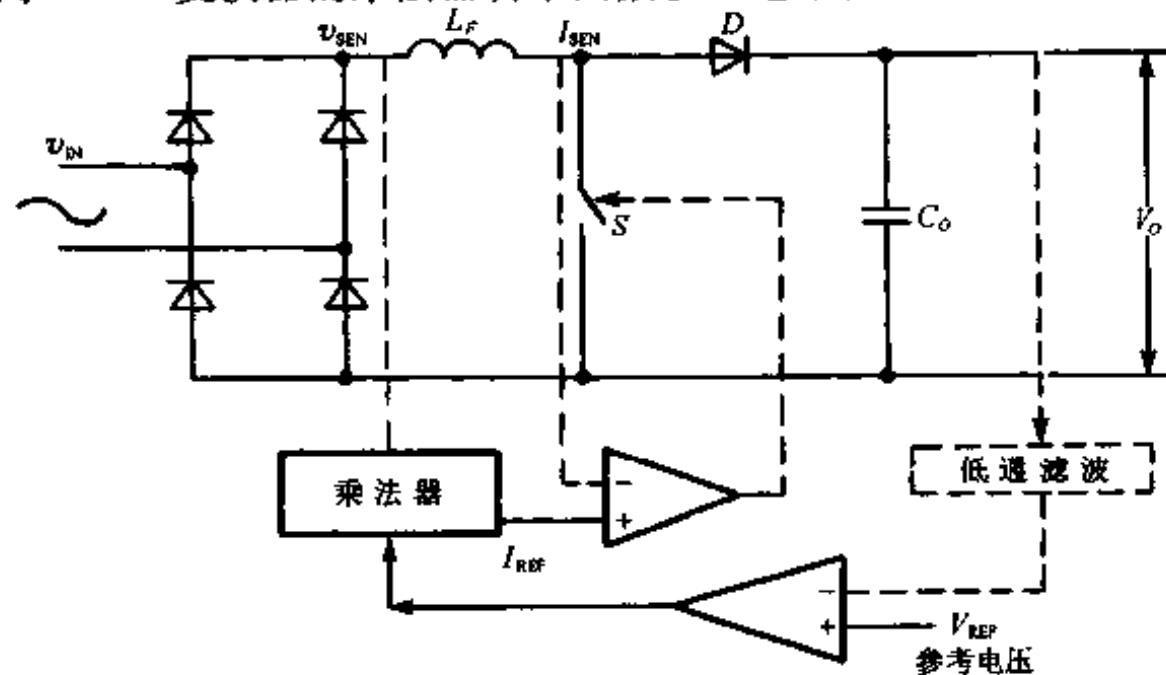 v_SEN
L_F
I_SEN
D
v_IN
S
C_O
V_O
乘法器
−
+
低通滤波
I_REF
−
+
V_REF
参考电压